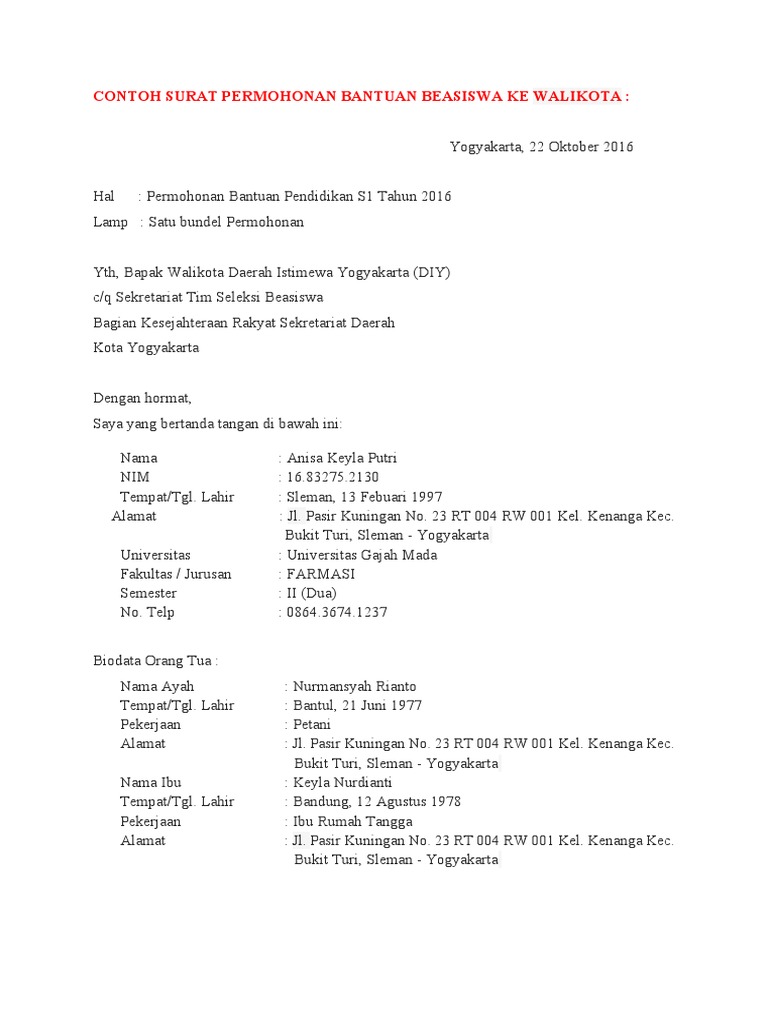 CONTOH SURAT PERMOHONAN BANTUAN BEASISWA KE WALIKOTA :
Yogyakarta, 22 Oktober 2016
Hal : Permohonan Bantuan Pendidikan S1 Tahun 2016
Lamp : Satu bundel Permohonan
Yth, Bapak Walikota Daerah Istimewa Yogyakarta (DIY)
c/q Sekretariat Tim Seleksi Beasiswa
Bagian Kesejahteraan Rakyat Sekretariat Daerah
Kota Yogyakarta
Dengan hormat,
Saya yang bertanda tangan di bawah ini:
Nama : Anisa Keyla Putri
NIM : 16.83275.2130
Tempat/Tgl. Lahir : Sleman, 13 Febuari 1997
Alamat : Jl. Pasir Kuningan No. 23 RT 004 RW 001 Kel. Kenanga Kec.
Bukit Turi, Sleman - Yogyakarta
Universitas : Universitas Gajah Mada
Fakultas / Jurusan : FARMASI
Semester : II (Dua)
No. Telp : 0864.3674.1237
Biodata Orang Tua :
Nama Ayah : Nurmansyah Rianto
Tempat/Tgl. Lahir : Bantul, 21 Juni 1977
Pekerjaan : Petani
Alamat : Jl. Pasir Kuningan No. 23 RT 004 RW 001 Kel. Kenanga Kec.
Bukit Turi, Sleman - Yogyakarta
Nama Ibu : Keyla Nurdianti
Tempat/Tgl. Lahir : Bandung, 12 Agustus 1978
Pekerjaan : Ibu Rumah Tangga
Alamat : Jl. Pasir Kuningan No. 23 RT 004 RW 001 Kel. Kenanga Kec.
Bukit Turi, Sleman - Yogyakarta